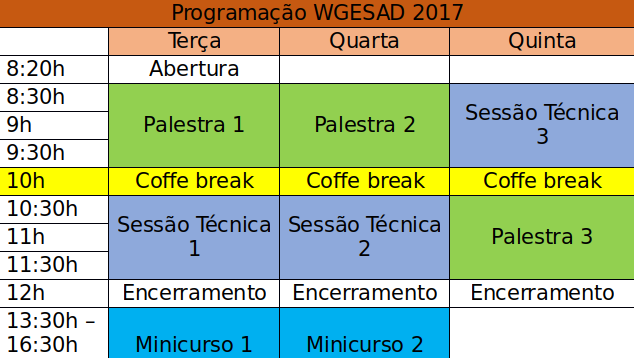 Programação WGESAD 2017
Terça Quarta Quinta
8:20h Abertura
8:30h
9h Palestra 1 Palestra 2 Sessão Técnica
3
9:30h
10h Coffe break Coffe break Coffe break
10:30h
11h Sessão Técnica
1 Sessão Técnica
2 Palestra 3
11:30h
12h Encerramento Encerramento Encerramento
13:30h –
16:30h Minicurso 1 Minicurso 2